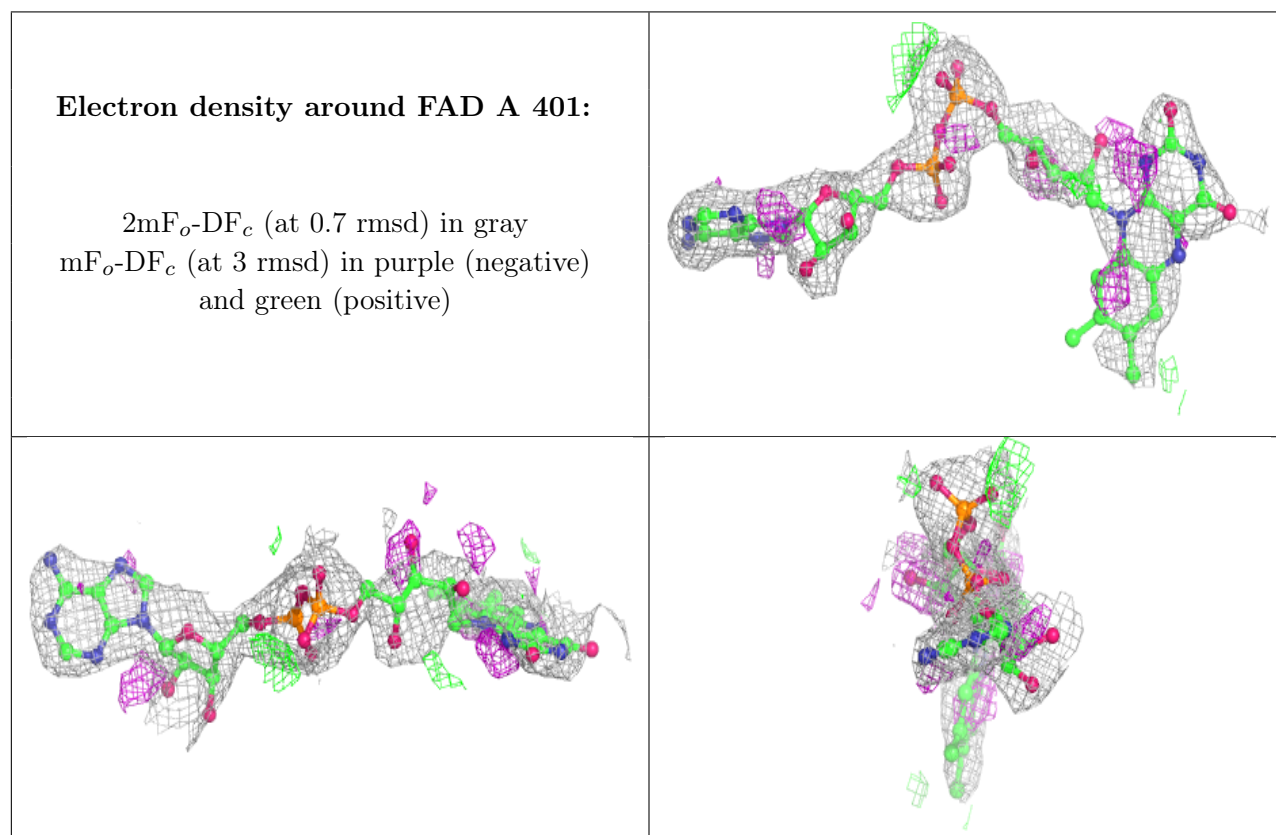 Electron density around FAD A 401:
2mFo-DFc (at 0.7 rmsd) in gray
mFo-DFc (at 3 rmsd) in purple (negative)
and green (positive)